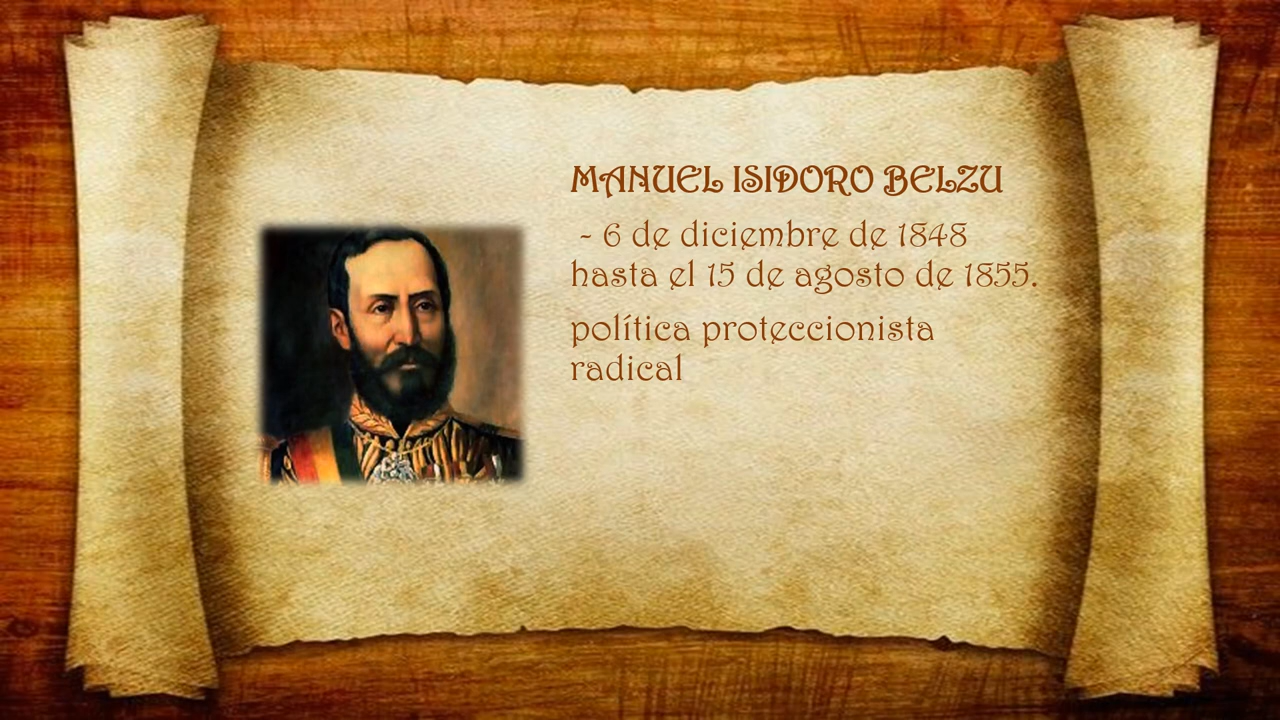 MANUEL ISIDORO BELZU
- 6 de diciembre de 1848
hasta el 15 de agosto de 1855.
política proteccionista
radical